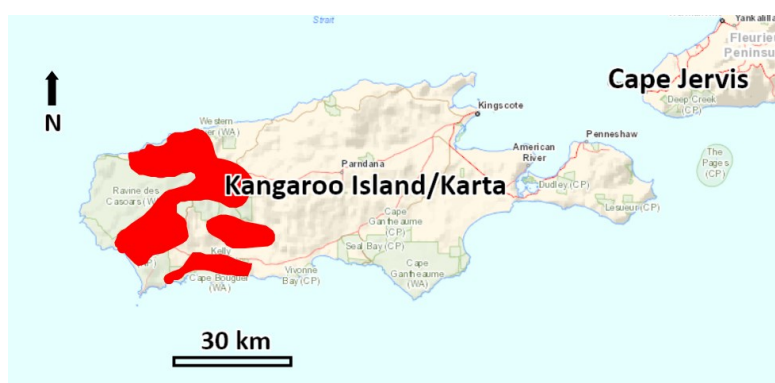 Strait
Yankalilla
Fleurieu
Peninsu
Cape Jervis
Deep Creek
(CP)
N
Kingscote
Western
(WA)
American
River
Penneshaw
The
Pages
(CP)
Parndana
Ravine des
Casoars (W
Kangaroo Island/Karta
Dudley (CP)
Lesueur (CP)
Cape
Gantheaume
(CP)
Seal Bay (CP)
Kelly
Cape
Gantheaume
(WA)
Vivonne
Bay (CP)
Cape Bouguer
(WA)
30 km